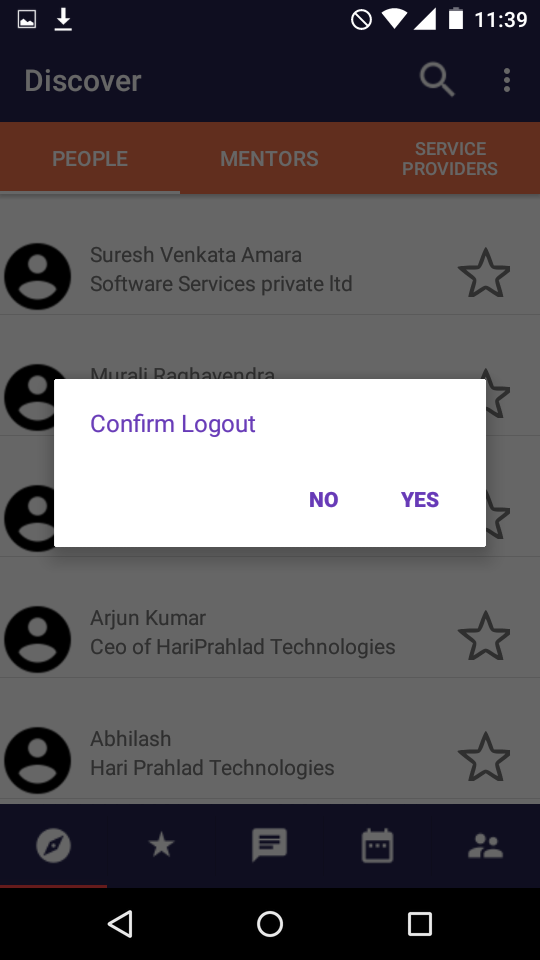 11:39
Discover
PEOPLE
MENTORS
SERVICE
PROVIDERS
Suresh Venkata Amara
Software Services private ltd
Murali Raghavendra
Confirm Logout
NO
YES
Arjun Kumar
Ceo of HariPrahlad Technologies
Abhilash
Hari Prahlad Technologies